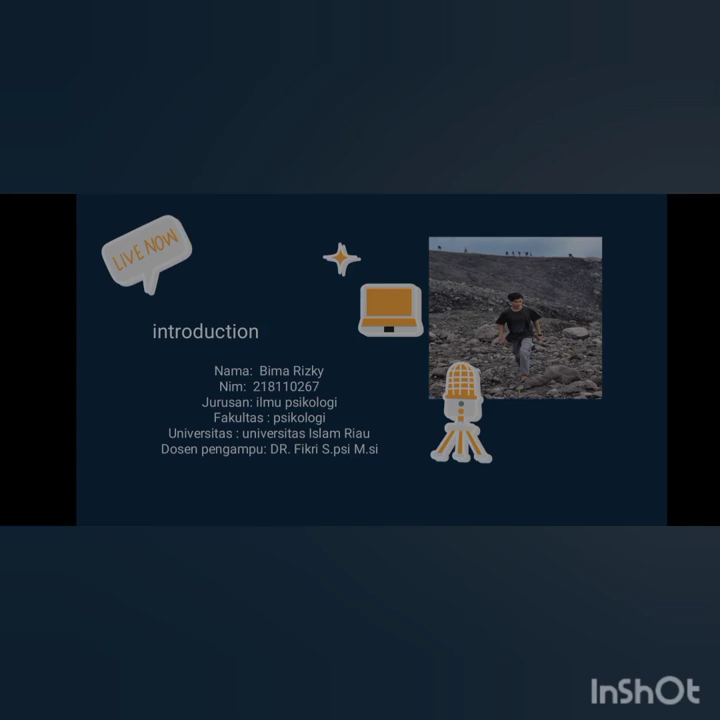 LIVE NOW
introduction
Nama: Bima Rizky
Nim: 218110267
Jurusan: ilmu psikologi
Fakultas : psikologi
Universitas : universitas Islam Riau
Dosen pengampu: DR. Fikri S.psi M.si
InShOt